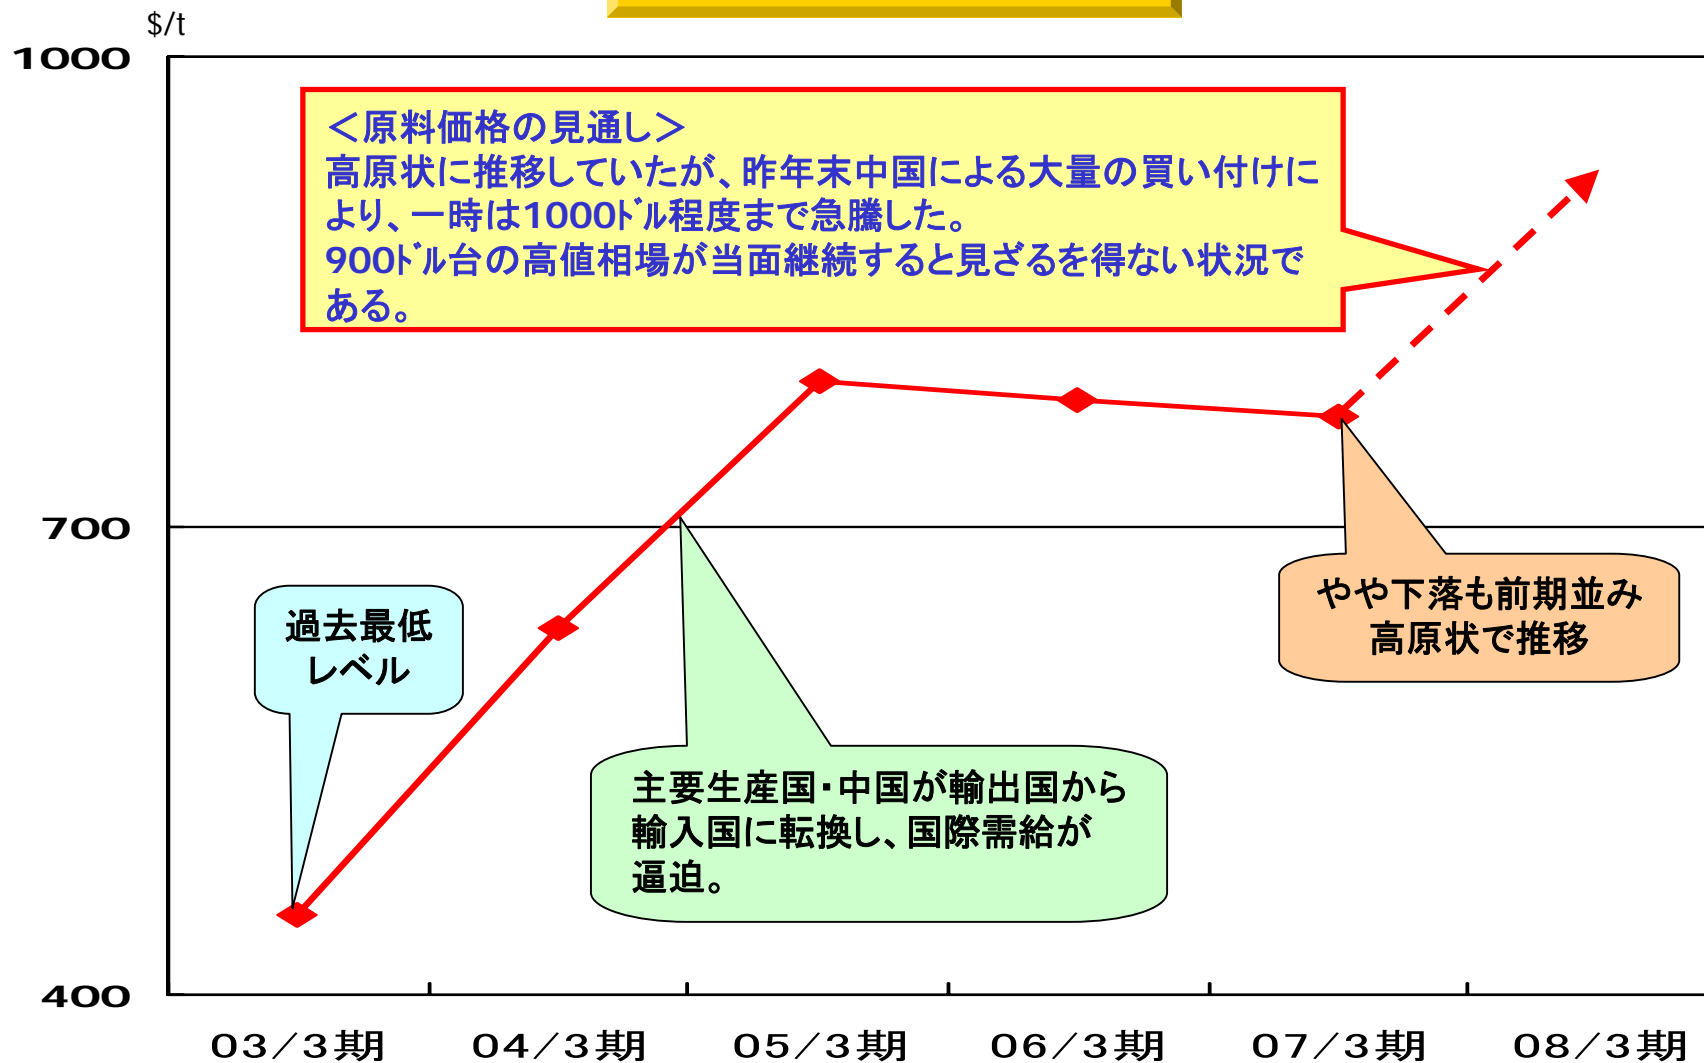 $/t
1000
<原料価格の見通し>
高原状に推移していたが、昨年末中国による大量の買い付けに
より、一時は1000ﾄﾞﾙ程度まで急騰した。
900ﾄﾞﾙ台の高値相場が当面継続すると見ざるを得ない状況で
ある。
700
やや下落も前期並み
高原状で推移
過去最低
レベル
主要生産国・中国が輸出国から
輸入国に転換し、国際需給が
逼迫。
400
03/3期 04/3期 05/3期 06/3期 07/3期 08/3期